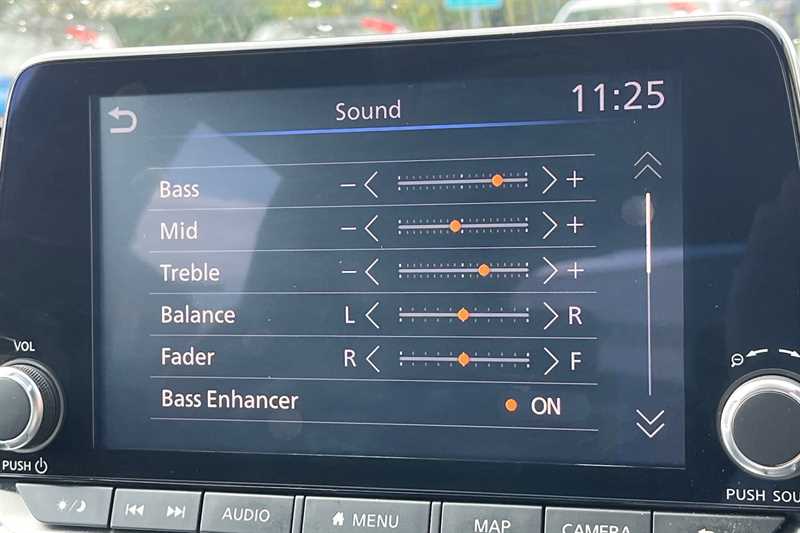 Sound 11:25
Bass - +
Mid - +
Treble - +
Balance L R
Fader R F
Bass Enhancer ON
VOL
PUSH
PUSH SOU
AUDIO MENU MAP CAMERA